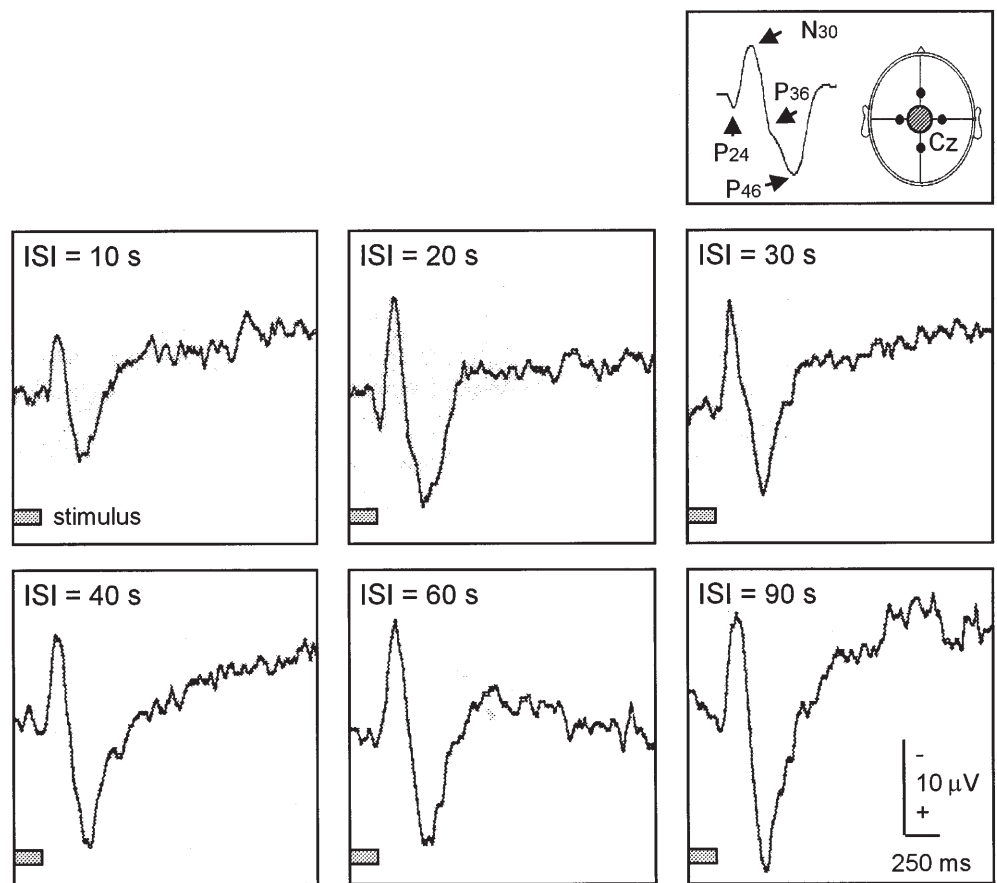 N30
P36
P24
P46
Cz
ISI = 10 s
ISI = 20 s
ISI = 30 s
stimulus
ISI = 40 s
ISI = 60 s
ISI = 90 s
-
10 μV
+
250 ms